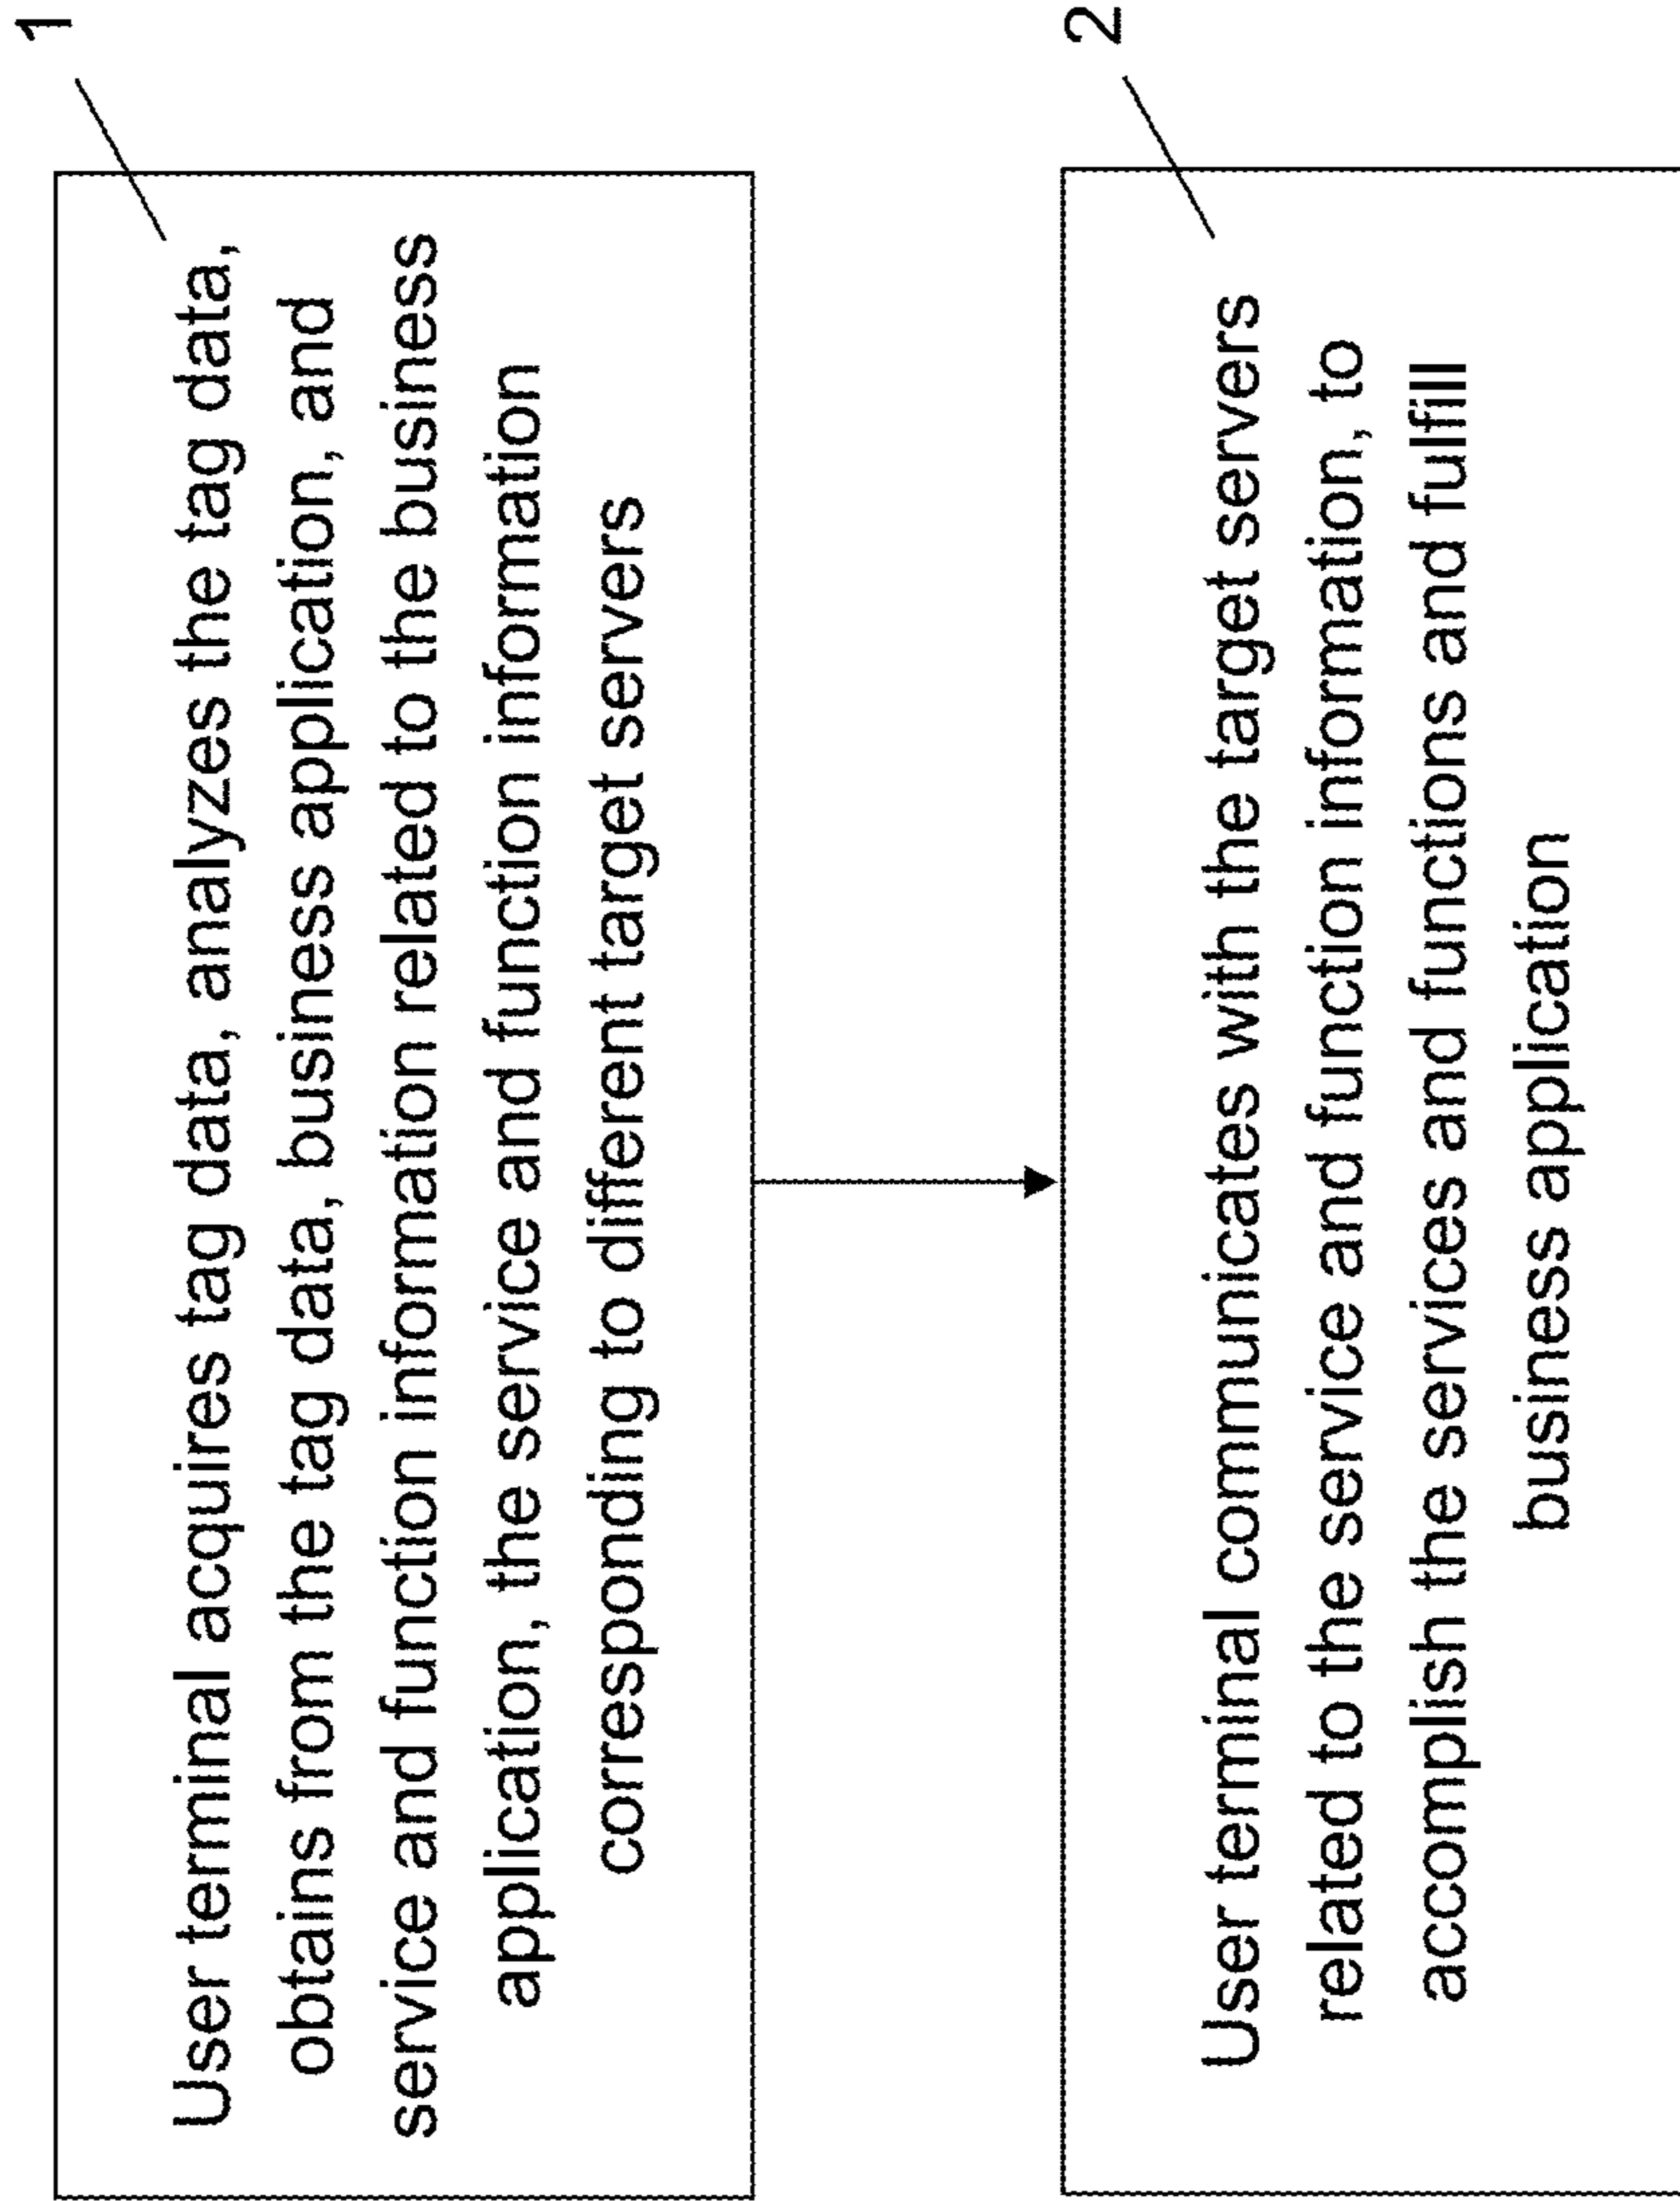 1
User terminal acquires tag data, analyzes the tag data,
obtains from the tag data, business application, and
service and function information related to the business
application, the service and function information
corresponding to different target servers
2
User terminal communicates with the target servers
related to the service and function information, to
accomplish the services and functions and fulfill
business application